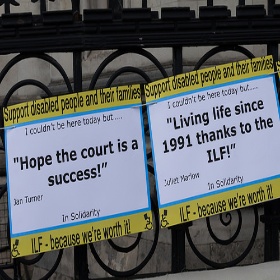 Support disabled people and their families
I couldn't be here today but....
"Hope the court is a
success!"
Jan Turner
In Solidarity
ILF - because we're worth it!
Support disabled people and their families
I couldn't be here today but....
"Living life since
1991 thanks to the
ILF!"
Juliet Marlow
In Solidarity
ILF - because we're worth it!